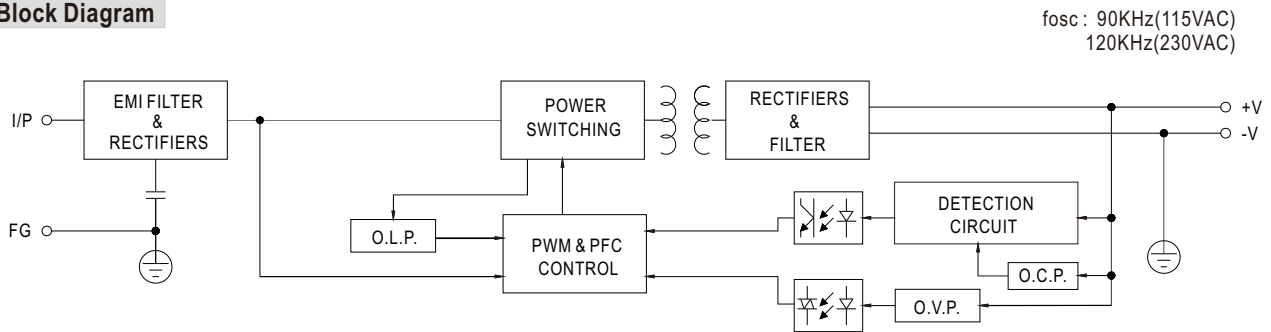 Block Diagram
fosc : 90KHz(115VAC)
120KHz(230VAC)
I/P
EMI FILTER
&
RECTIFIERS
POWER
SWITCHING
RECTIFIERS
&
FILTER
+V
-V
FG
O.L.P.
PWM & PFC
CONTROL
DETECTION
CIRCUIT
O.C.P.
O.V.P.